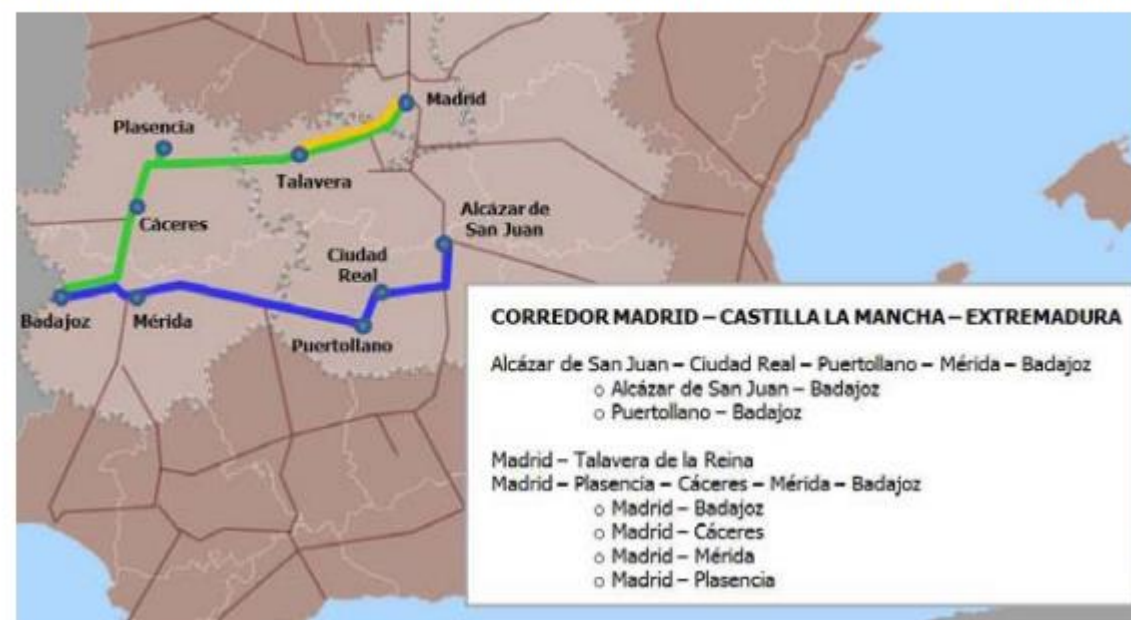 Madrid
Plasencia
Talavera
Cáceres
Alcázar de
San Juan
Ciudad
Real
Badajoz
Mérida
Puertollano
CORREDOR MADRID – CASTILLA LA MANCHA – EXTREMADURA
Alcázar de San Juan – Ciudad Real – Puertollano – Mérida – Badajoz
o Alcázar de San Juan – Badajoz
o Puertollano – Badajoz
Madrid – Talavera de la Reina
Madrid – Plasencia – Cáceres – Mérida – Badajoz
o Madrid – Badajoz
o Madrid – Cáceres
o Madrid – Mérida
o Madrid – Plasencia